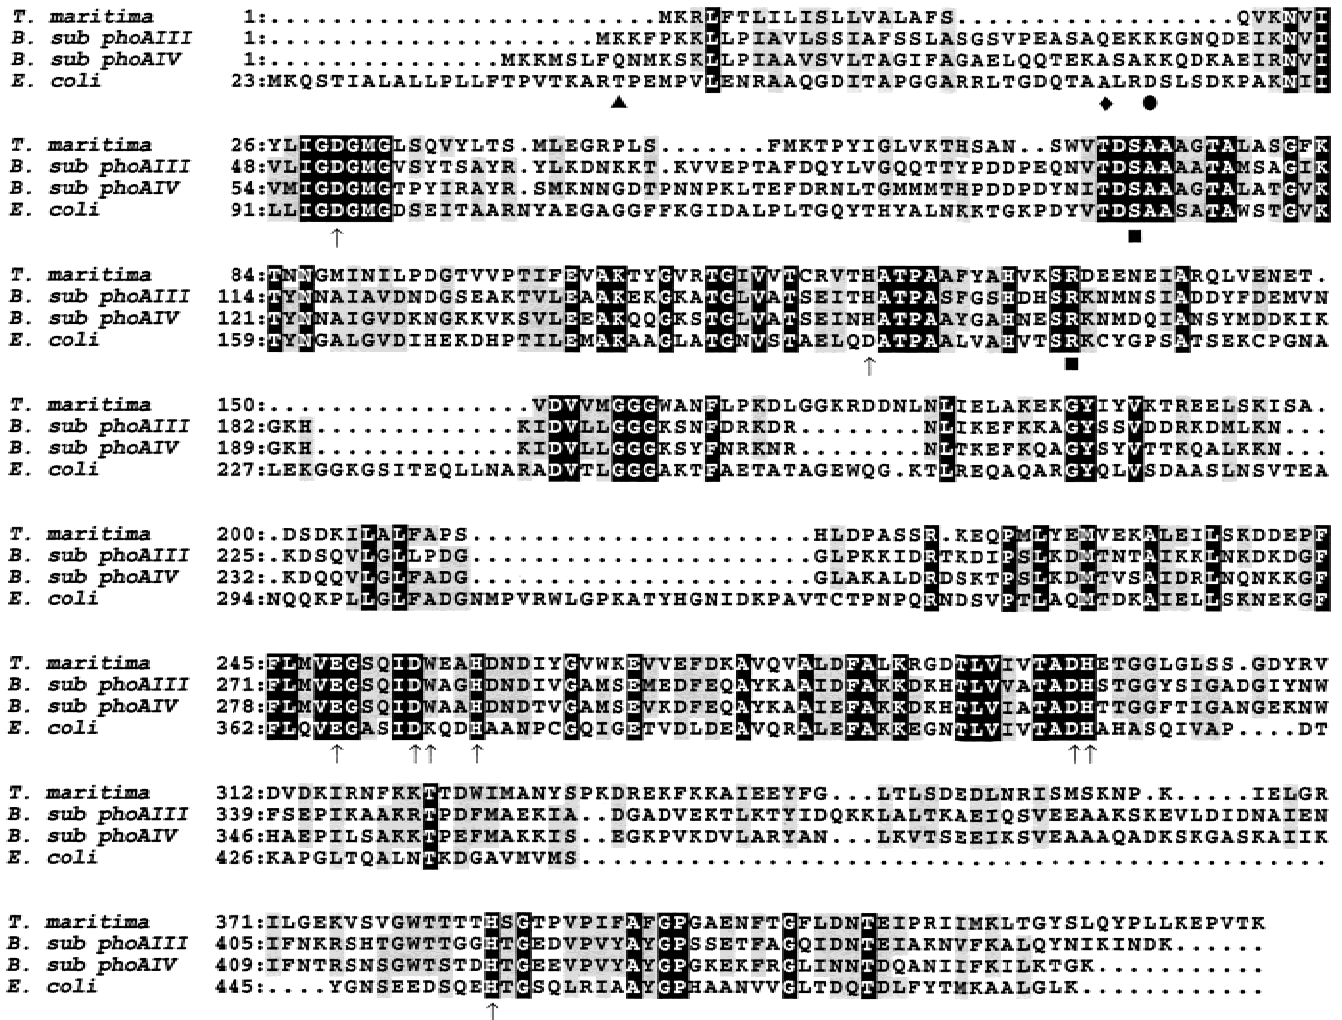 T. maritima 1:.........................MKRLFTLILISLLVALAFS..................QVKNVI
B. sub phoAIII 1:.....................MKKFPKKLLPIAVLSSIAFSSLASGSVPEASAQEKKKGNQDEIKNVI
B. sub phoAIV 1:...............MKKMSLFQNMKSKLLPIAAVSVLTAGIFAGAELQQTEKASAKKQDKAEIRNVI
E. coli 23:MKQSTIALALLPLLFTPVTKARTPEMPVLENRAAQGDITAPGGARRLTGDQTAALRDSLSDKPAKNII
▲ ◆ ●
T. maritima 26:YLIGDGMGLSQVYLTS.MLEGRPLS.......FMKTPYIGLVKTHSAN..SWVTDSAAAGTALASGFK
B. sub phoAIII 48:VLIGDGMGVSYTSAYR.YLKDNKKT.KVVEPTAFDQYLVGQQTTYPDDPEQNVTDSAAAATAMSAGIK
B. sub phoAIV 54:VMIGDGMGTPYIRAYR.SMKNNGDTPNNPKLTEFDRNLTGMMMTHPDDPDYNITDSAAAGTALATGVK
E. coli 91:LLIGDGMGDSEITAARNYAEGAGGFFKGIDALPLTGQYTHYALNKKTGKPDYVTDSAASATAWSTGVK
↑ ■
T. maritima 84:TNNGMINILPDGTVVPTIFEVAKTYGVRTGIVVTCRVTHATPAAFYAHVKSRDEENEIARQLVENET.
B. sub phoAIII 114:TYNNAIAVDNDGSEAKTVLEAAKEKGKATGLVATSEITHATPASFGSHDHSRKNMNSIADDYFDEMVN
B. sub phoAIV 121:TYNNAIGVDKNGKKVKSVLEEAKQQGKSTGLVATSEINHATPAAYGAHNESRKNMDQIANSYMDDKIK
E. coli 159:TYNGALGVDIHEKDHPTILEMAKAAGLATGNVSTAELQDATPAALVAHVTSRKCYGPSATSEKCPGNA
↑ ■
T. maritima 150:.................VDVVMGGGWANFLPKDLGGKRDDNLNLIELAKEKGYIYVKTREELSKISA.
B. sub phoAIII 182:GKH.............KIDVLLGGGKSNFDRKDR........NLIKEFKKAGYSSVDDRKDMLKN...
B. sub phoAIV 189:GKH.............KIDVLLGGGKSYFNRKNR........NLTKEFKQAGYSYVTTKQALKKN...
E. coli 227:LEKGGKGSITEQLLNARADVTLGGGAKTFAETATAGEWQG.KTLREQAQARGYQLVSDAASLNSVTEA
T. maritima 200:.DSDKILALFAPS......................HLDPASSR.KEQPMLYEMVEKALEILSKDDEPF
B. sub phoAIII 225:.KDSQVLGLLPDG......................GLPKKIDRTKDIPSLKDMTNTAIKKLNKDKDGF
B. sub phoAIV 232:.KDQQVLGLFADG......................GLAKALDRDSKTPSLKDMTVSAIDRLNQNKKGF
E. coli 294:NQQKPLLGLFADGNMPVRWLGPKATYHGNIDKPAVTCTPNPQRNDSVPTLAQMTDKAIELLSKNEKGF
T. maritima 245:FLMVEGSQIDWEAHDNDIYGVWKEVVEFDKAVQVALDFALKRGDTLVIVTADHETGGLGLSS.GDYRV
B. sub phoAIII 271:FLMVEGSQIDWAGHDNDIVGAMSEMEDFEQAYKAAIDFAKKDKHTLVVATADHSTGGYSIGADGIYNW
B. sub phoAIV 278:FLMVEGSQIDWAAHDNDTVGAMSEVKDFEQAYKAAIEFAKKDKHTLVIATADHTTGGFTIGANGEKNW
E. coli 362:FLQVEGASIDKQDHAANPCGQIGETVDLDEAVQRALEFAKKEGNTLVIVTADHAHASQIVAP....DT
↑ ↑ ↑ ↑ ↑ ↑
T. maritima 312:DVDKIRNFKKTTDWIMANYSPKDREKFKKAIEEYFG...LTLSDEDLNRISMSKNP.K.....IELGR
B. sub phoAIII 339:FSEPIKAAKRTPDFMAEKIA..DGADVEKTLKTYIDQKKLALTKAEIQSVEEAAKSKEVLDIDNAIEN
B. sub phoAIV 346:HAEPILSAKKTPEFMAEKIS..EGKPVKDVLARYAN...LKVTSEEIKSVEAAAQADKSKGASKAIIK
E. coli 426:KAPGLTQALNTKDGAVMVMS................................................
T. maritima 371:ILGEKVSVGWTTTTHSGTPVPIFAFGPGAENFTGFLDNTEIPRIIMKLTGYSLQYPLLKEPVTK
B. sub phoAIII 405:IFNKRSHTGWTTGGHTGEDVPVYAYGPSSETFAGQIDNTEIAKNVFKALQYNIKINDK......
B. sub phoAIV 409:IFNTRSNSGWTSTDHTGEEVPVYAYGPGKEKFRGLINNTDQANIIFKILKTGK...........
E. coli 445:....YGNSEEDSQEHTGSQLRIAAYGPHAANVVGLTDQTDLFYTMKAALGLK............
↑